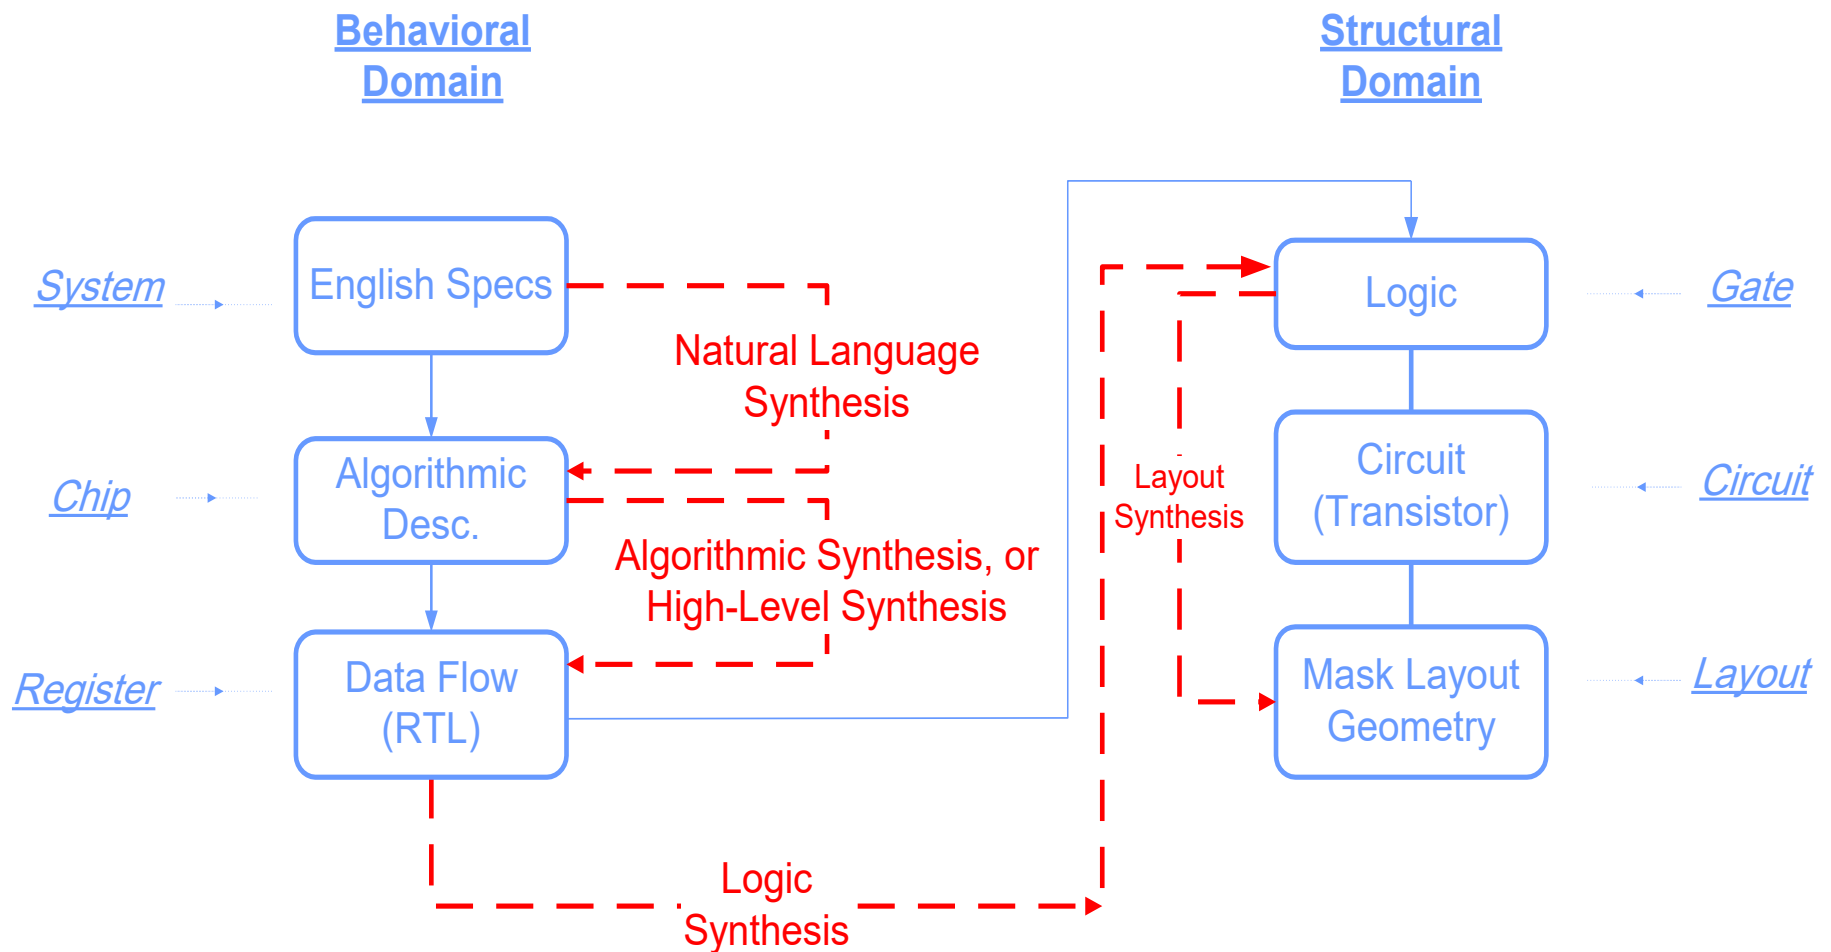 Behavioral
Domain
Structural
Domain
System
English Specs
Logic
Gate
Natural Language
Synthesis
Chip
Algorithmic
Desc.
Layout
Synthesis
Circuit
(Transistor)
Circuit
Algorithmic Synthesis, or
High-Level Synthesis
Register
Data Flow
(RTL)
Mask Layout
Geometry
Layout
Logic
Synthesis